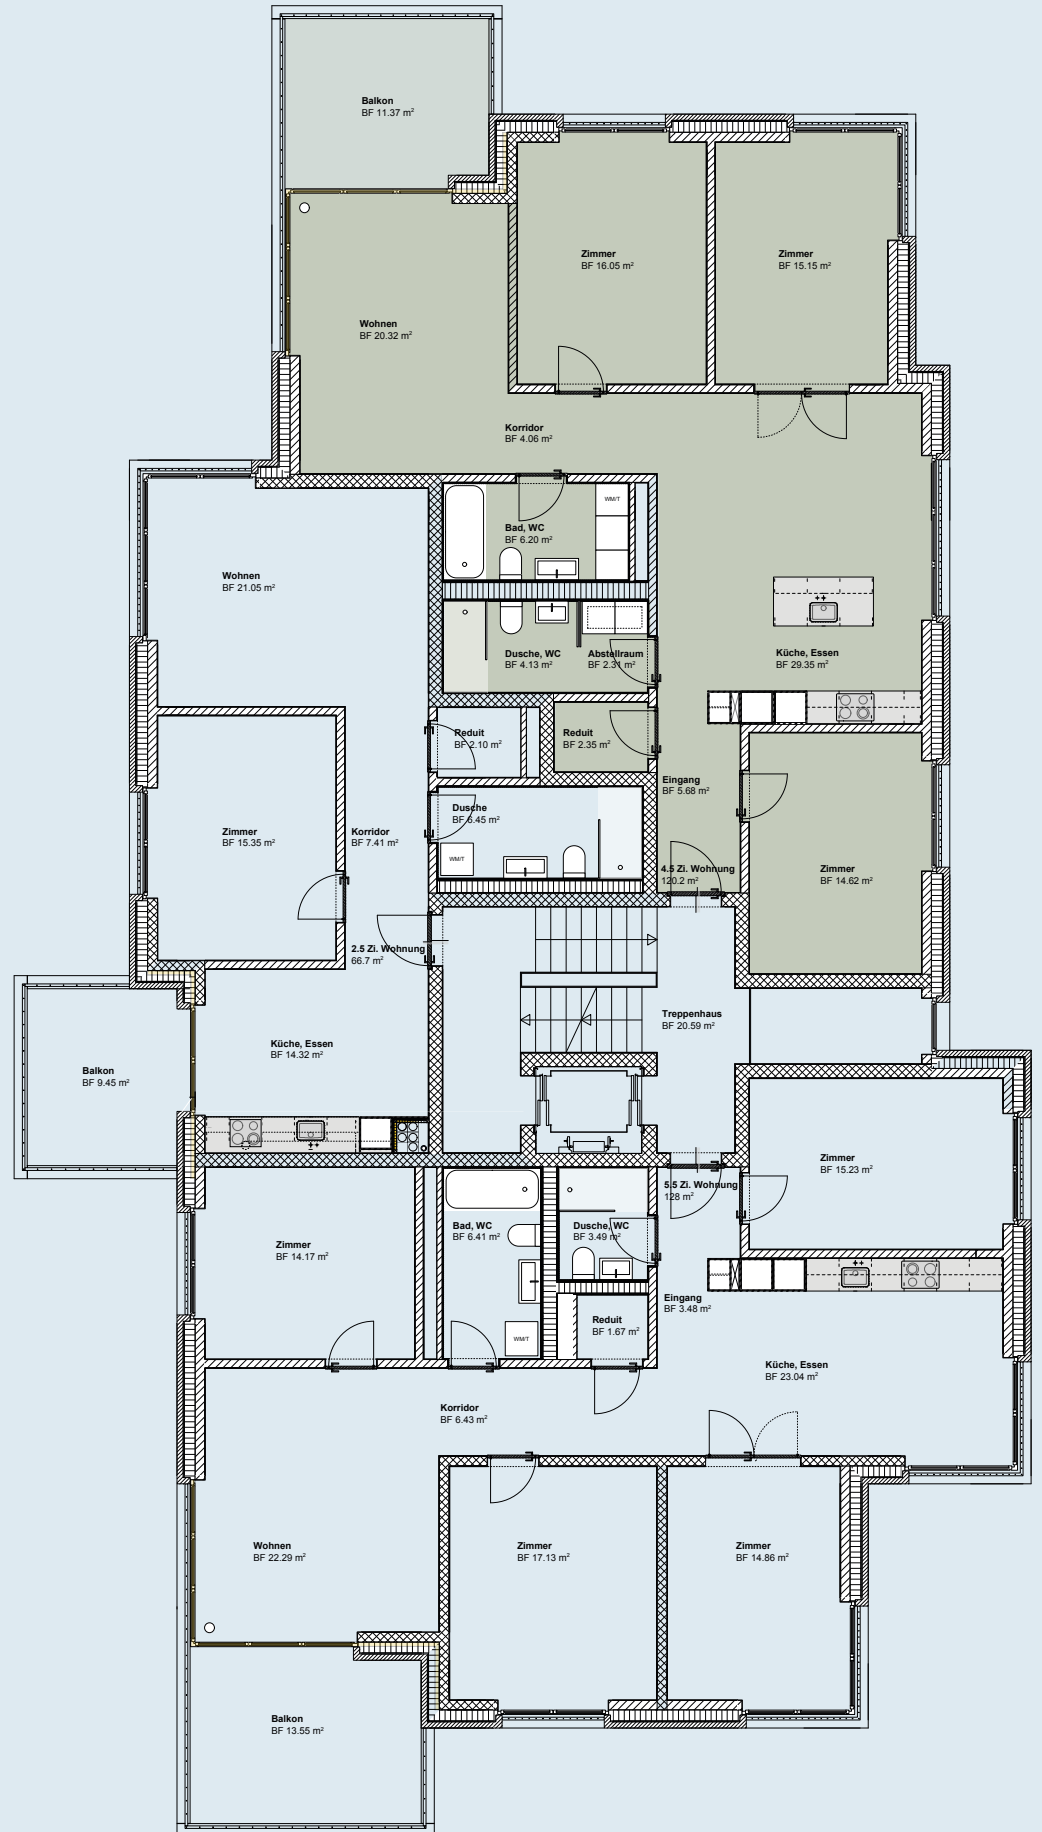 Balkon
BF 11.37 m²
Zimmer
BF 16.05 m²
Zimmer
BF 15.15 m²
Wohnen
BF 20.32 m²
Korridor
BF 4.06 m²
WM/T
Bad, WC
BF 6.20 m²
Wohnen
BF 21.05 m²
Dusche, WC
BF 4.13 m²
Abstellraum
BF 2.31 m²
Küche, Essen
BF 29.35 m²
Reduit
BF 2.10 m²
Reduit
BF 2.35 m²
Eingang
BF 5.68 m²
Dusche
BF 6.45 m²
Zimmer
BF 15.35 m²
Korridor
BF 7.41 m²
WM/T
4.5 Zi. Wohnung
120.2 m²
Zimmer
BF 14.62 m²
2.5 Zi. Wohnung
66.7 m²
Treppenhaus
BF 20.59 m²
Küche, Essen
BF 14.32 m²
Balkon
BF 9.45 m²
Zimmer
BF 15.23 m²
5.5 Zi. Wohnung
128 m²
Bad, WC
BF 6.41 m²
Dusche, WC
BF 3.49 m²
Zimmer
BF 14.17 m²
Eingang
BF 3.48 m²
Reduit
BF 1.67 m²
WM/T
Küche, Essen
BF 23.04 m²
Korridor
BF 6.43 m²
Wohnen
BF 22.29 m²
Zimmer
BF 17.13 m²
Zimmer
BF 14.86 m²
Balkon
BF 13.55 m²